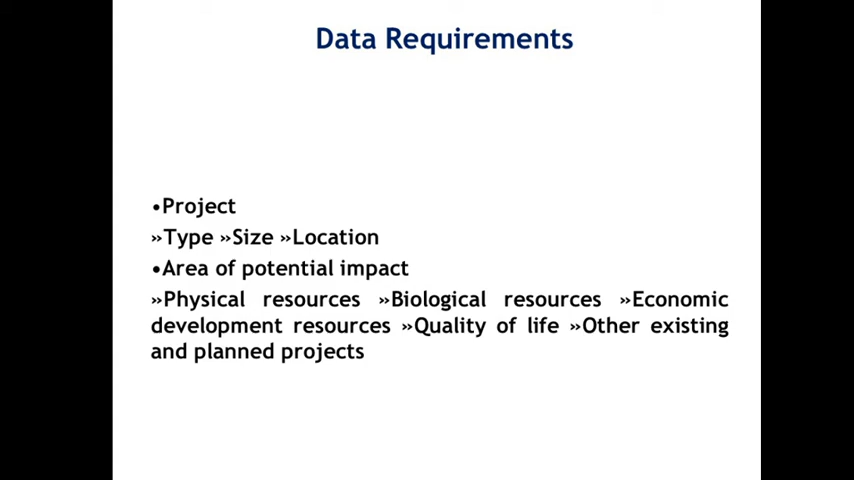 Data Requirements
•Project
»Type »Size »Location
•Area of potential impact
»Physical resources »Biological resources »Economic
development resources »Quality of life »Other existing
and planned projects